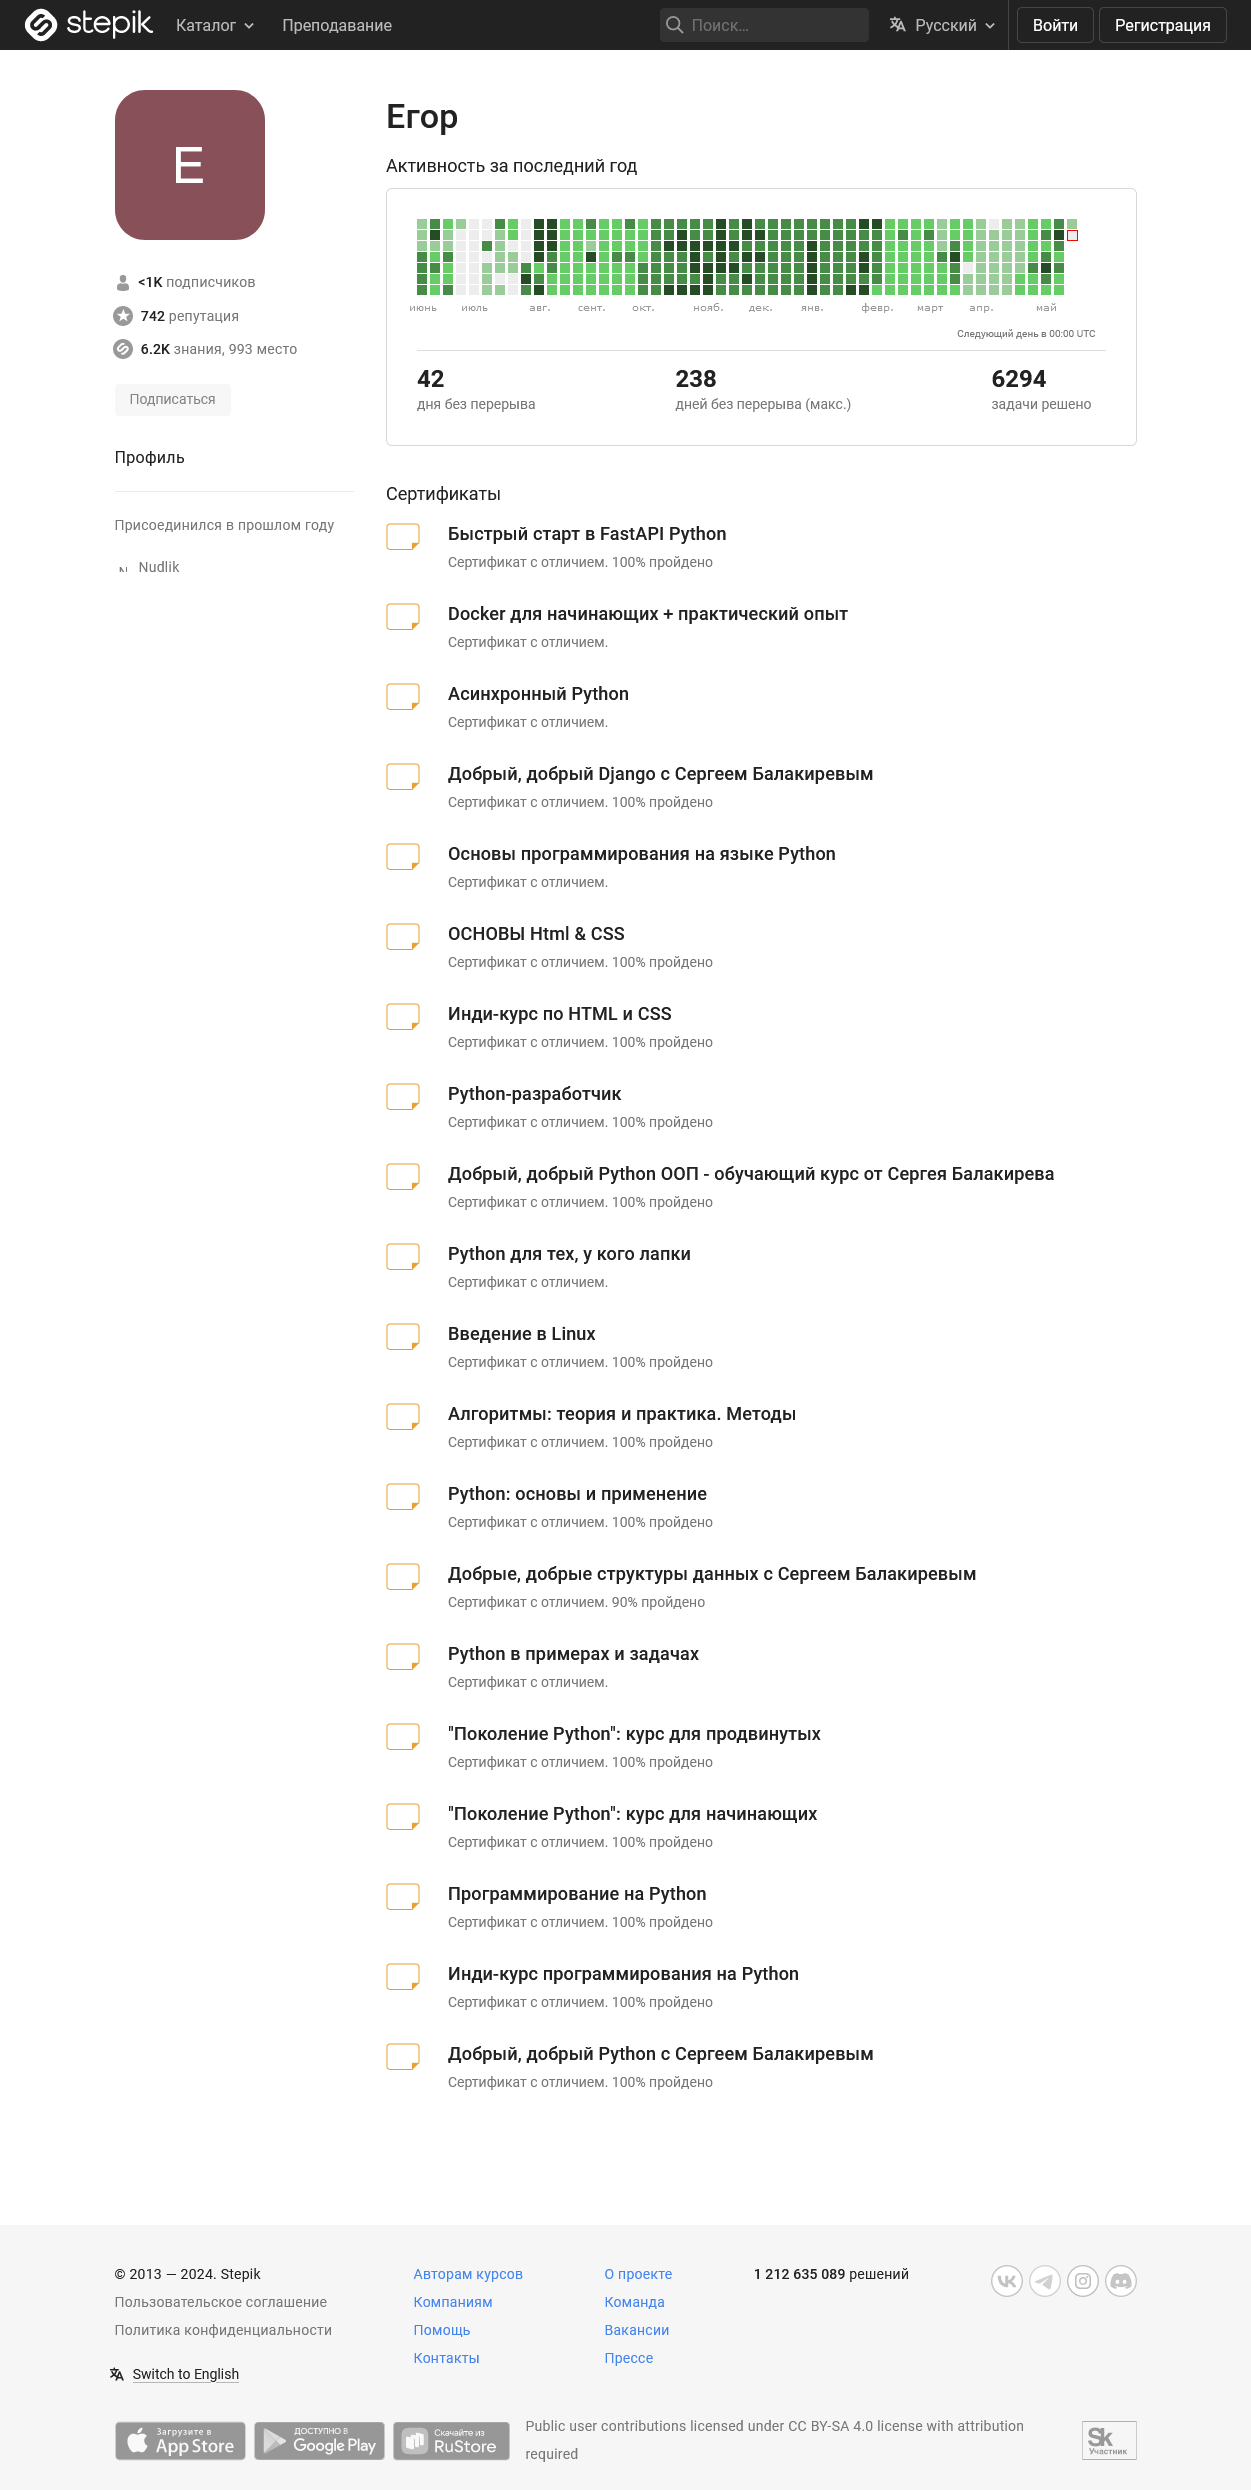 stepik Каталог Преподавание Поиск... Русский Войти Регистрация
E
<1K подписчиков
742 репутация
6.2K знания, 993 место
Подписаться
Профиль
Присоединился в прошлом году
Nudlik
Егор
Активность за последний год
июнь июль авг. сент. окт. нояб. дек. янв. февр. март апр. май
Следующий день в 00:00 UTC
42 238 6294
дня без перерыва дней без перерыва (макс.) задачи решено
Сертификаты
Быстрый старт в FastAPI Python
Сертификат с отличием. 100% пройдено
Docker для начинающих + практический опыт
Сертификат с отличием.
Асинхронный Python
Сертификат с отличием.
Добрый, добрый Django с Сергеем Балакиревым
Сертификат с отличием. 100% пройдено
Основы программирования на языке Python
Сертификат с отличием.
ОСНОВЫ Html & CSS
Сертификат с отличием. 100% пройдено
Инди-курс по HTML и CSS
Сертификат с отличием. 100% пройдено
Python-разработчик
Сертификат с отличием. 100% пройдено
Добрый, добрый Python ООП - обучающий курс от Сергея Балакирева
Сертификат с отличием. 100% пройдено
Python для тех, у кого лапки
Сертификат с отличием.
Введение в Linux
Сертификат с отличием. 100% пройдено
Алгоритмы: теория и практика. Методы
Сертификат с отличием. 100% пройдено
Python: основы и применение
Сертификат с отличием. 100% пройдено
Добрые, добрые структуры данных с Сергеем Балакиревым
Сертификат с отличием. 90% пройдено
Python в примерах и задачах
Сертификат с отличием.
"Поколение Python": курс для продвинутых
Сертификат с отличием. 100% пройдено
"Поколение Python": курс для начинающих
Сертификат с отличием. 100% пройдено
Программирование на Python
Сертификат с отличием. 100% пройдено
Инди-курс программирования на Python
Сертификат с отличием. 100% пройдено
Добрый, добрый Python с Сергеем Балакиревым
Сертификат с отличием. 100% пройдено
© 2013 — 2024. Stepik
Пользовательское соглашение
Политика конфиденциальности
Switch to English
Авторам курсов
Компаниям
Помощь
Контакты
О проекте
Команда
Вакансии
Прессе
1 212 635 089 решений
Загрузите в
App Store
ДОСТУПНО В
Google Play
Скачайте из
RuStore
Public user contributions licensed under CC BY-SA 4.0 license with attribution
required
Sk
Участник